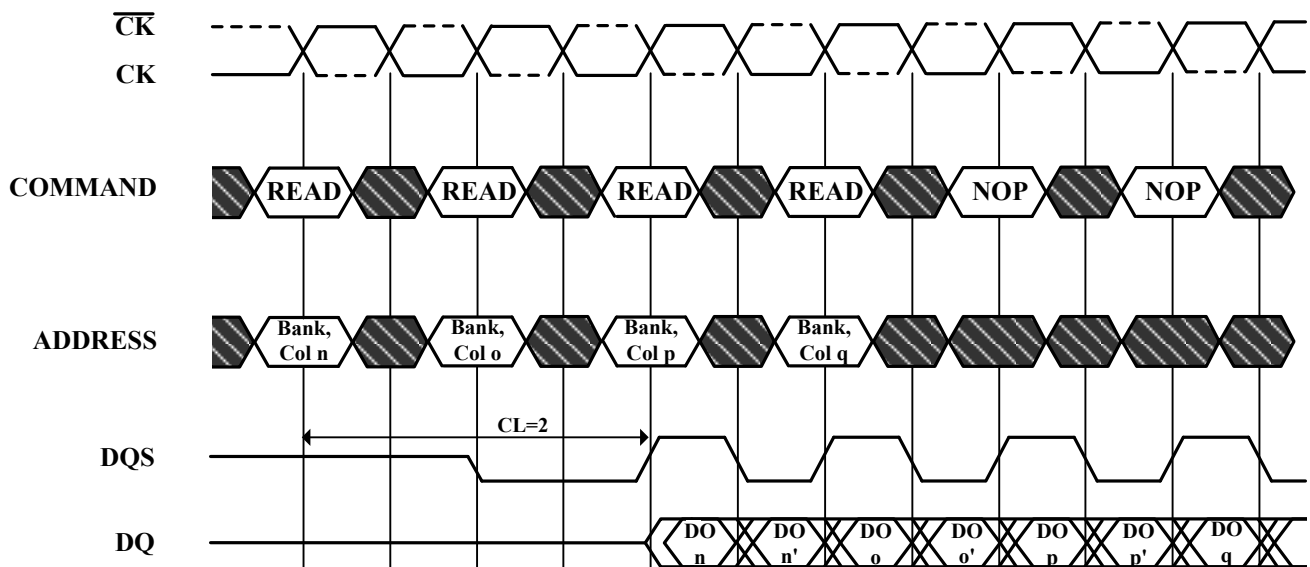 CK
CK
COMMAND READ READ READ READ NOP NOP
ADDRESS Bank, Col n Bank, Col o Bank, Col p Bank, Col q
CL=2
DQS
DQ DO n DO n' DO o DO o' DO p DO p' DO q